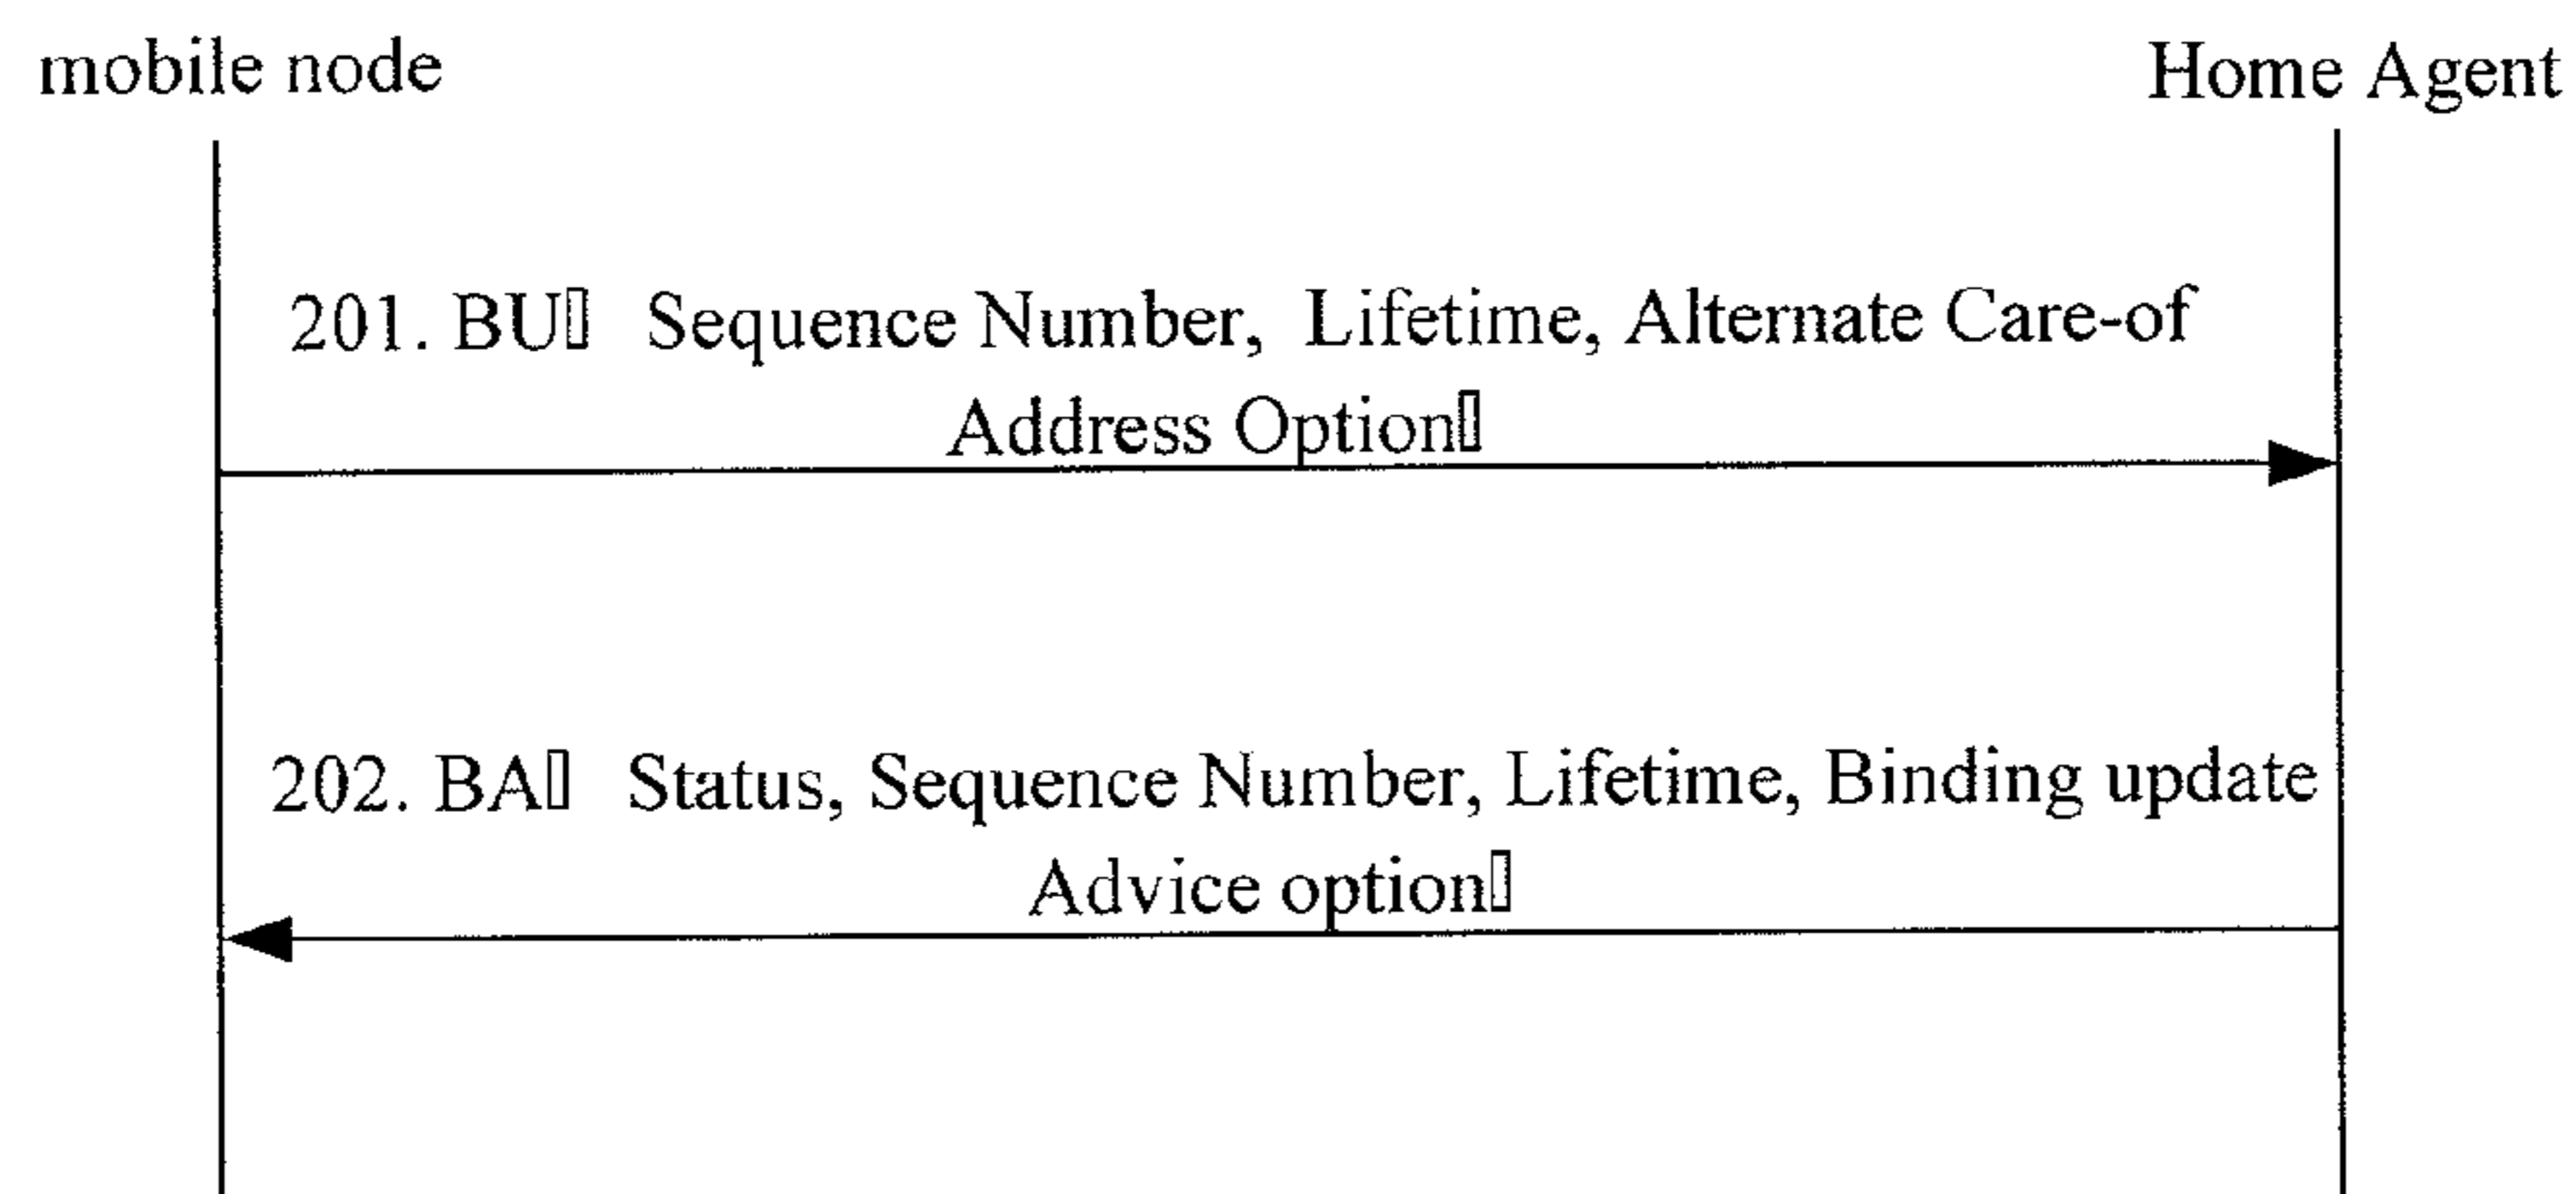 mobile node
Home Agent
201. BU▯ Sequence Number, Lifetime, Alternate Care-of
Address Option▯
202. BA▯ Status, Sequence Number, Lifetime, Binding update
Advice option▯